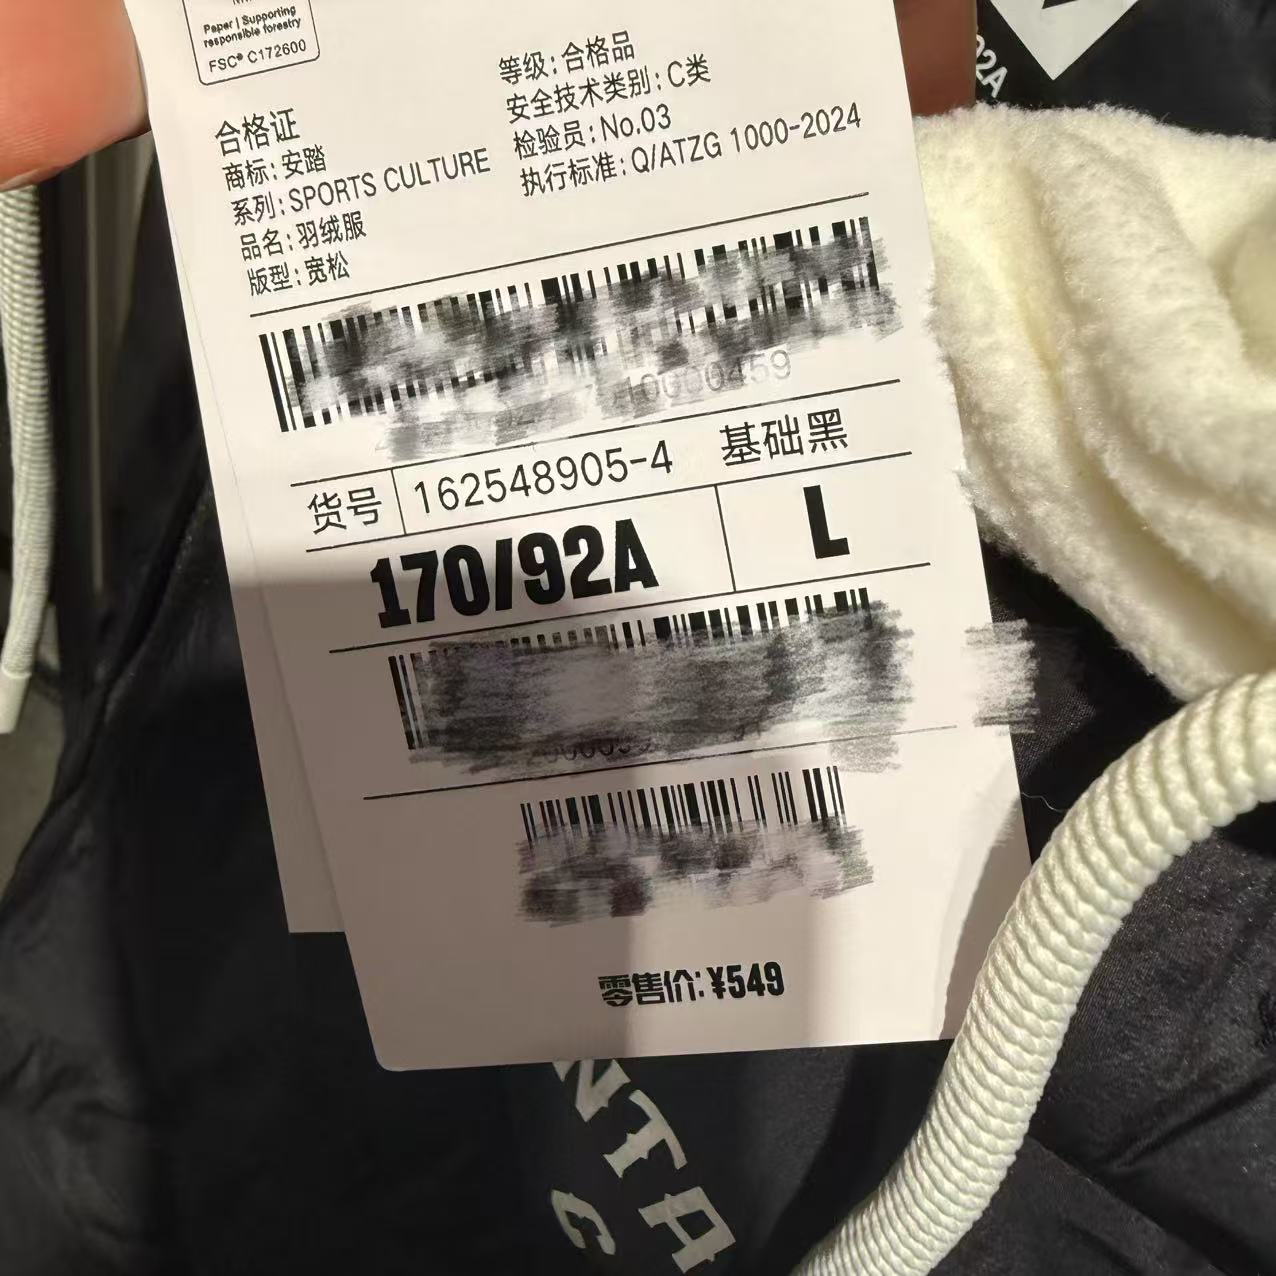 Paper | Supporting
responsible forestry
FSC® C172600
合格证
商标:安踏
系列:SPORTS CULTURE
品名:羽绒服
版型:宽松
等级:合格品
安全技术类别:C类
检验员:No.03
执行标准:Q/ATZG 1000-2024
货号 162548905-4 基础黑
170/92A L
零售价:¥549
92A
NTA
C